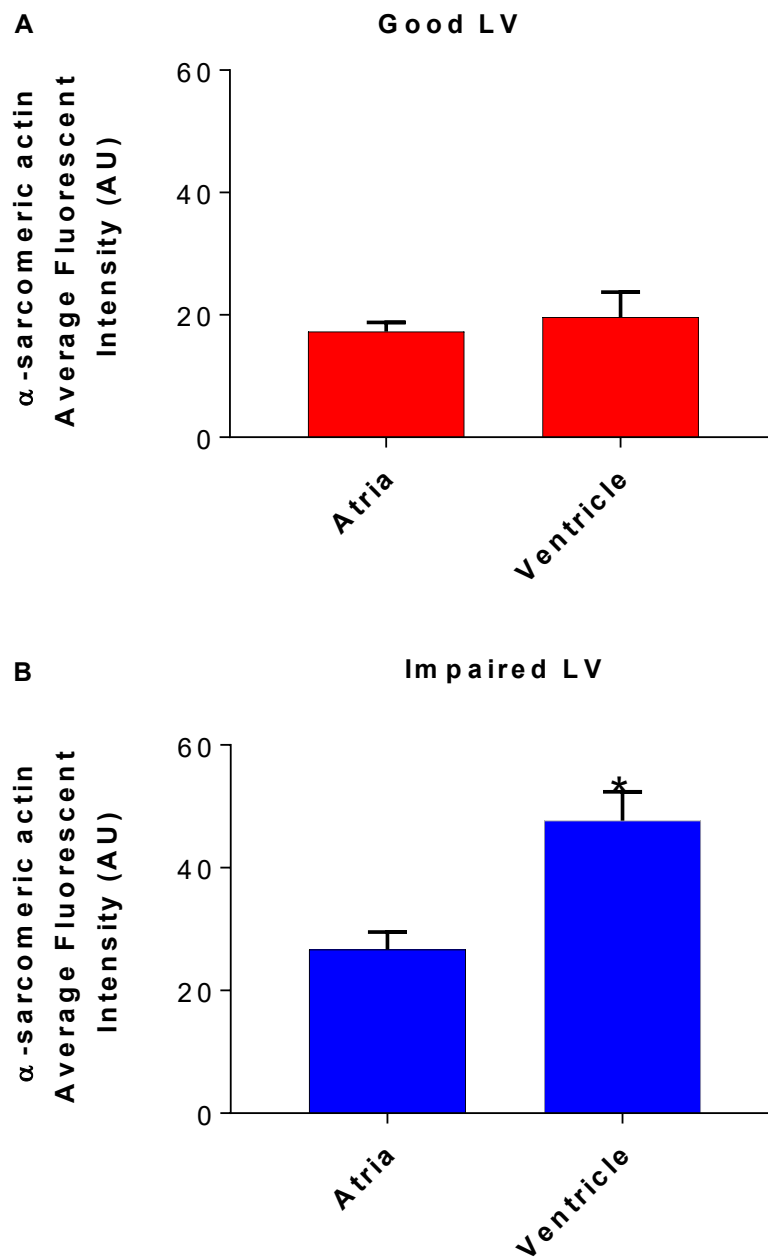 A
Good LV
α-sarcomeric actin
Average Fluorescent
Intensity (AU)
60
40
20
0
Atria
Ventricle
B
Impaired LV
α-sarcomeric actin
Average Fluorescent
Intensity (AU)
60
*
40
20
0
Atria
Ventricle